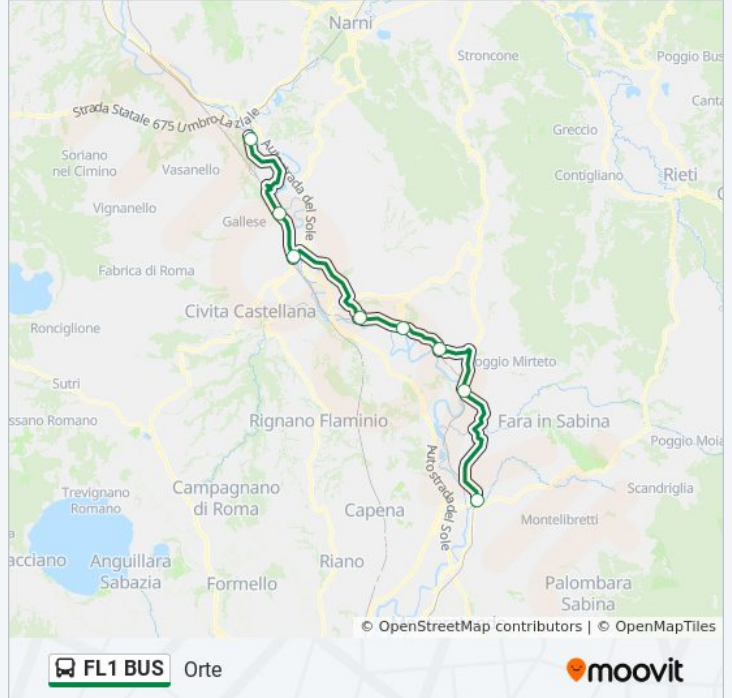 Narni
Stroncone
Poggio Bus
Strada Statale 675 Umbro-Laziale
Canta
Greccio
Autostrada del Sole
Soriano
nel Cimino
Vasanello
Contigliano
Rieti
C
Vignanello
Gallese
Fabrica di Roma
Civita Castellana
Ronciglione
oggio Mirteto
Sutri
ssano Romano
Rignano Flaminio
Fara in Sabina
Poggio Moia
Autostrada del Sole
Trevignano
Romano
Campagnano
di Roma
Scandriglia
Capena
Montelibretti
a
acciano
Anguillara
Sabazia
Riano
Formello
Palombara
Sabina
© OpenStreetMap contributors | © OpenMapTiles
FL1 BUS
Orte
moovit